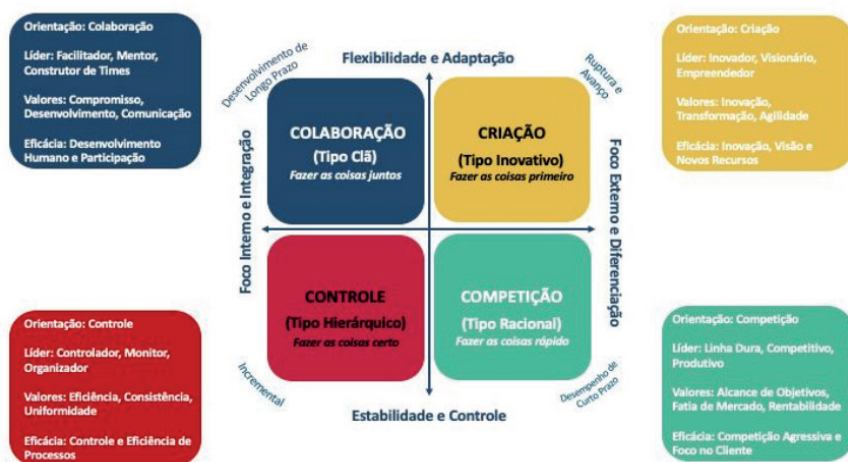 Orientação: Colaboração
Líder: Facilitador, Mentor,
Construtor de Times
Valores: Compromisso,
Desenvolvimento, Comunicação
Eficácia: Desenvolvimento
Humano e Participação
Orientação: Criação
Líder: Inovador, Visionário,
Empreendedor
Valores: Inovação,
Transformação, Agilidade
Eficácia: Inovação, Visão e
Novos Recursos
Flexibilidade e Adaptação
Desenvolvimento de
Longo Prazo
Ruptura e
Avanço
Foco Interno e Integração
COLABORAÇÃO
(Tipo Clã)
Fazer as coisas juntos
CRIAÇÃO
(Tipo Inovativo)
Fazer as coisas primeiro
Foco Externo e Diferenciação
CONTROLE
(Tipo Hierárquico)
Fazer as coisas certo
COMPETIÇÃO
(Tipo Racional)
Fazer as coisas rápido
Incremental
Desempenho de
Curto Prazo
Estabilidade e Controle
Orientação: Controle
Líder: Controlador, Monitor,
Organizador
Valores: Eficiência, Consistência,
Uniformidade
Eficácia: Controle e Eficiência de
Processos
Orientação: Competição
Líder: Linha Dura, Competitivo,
Produtivo
Valores: Alcance de Objetivos,
Fatia de Mercado, Rentabilidade
Eficácia: Competição Agressiva e
Foco no Cliente